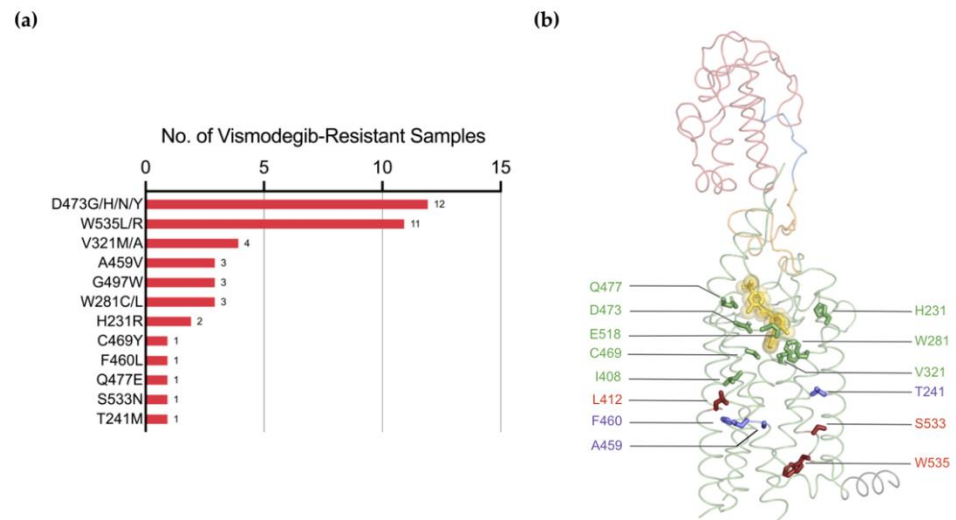 (a)
No. of Vismodegib-Resistant Samples
0 5 10 15
D473G/H/N/Y 12
W535L/R 11
V321M/A 4
A459V 3
G497W 3
W281C/L 3
H231R 2
C469Y 1
F460L 1
Q477E 1
S533N 1
T241M 1
(b)
Q477
D473
E518
C469
I408
L412
F460
A459
H231
W281
V321
T241
S533
W535